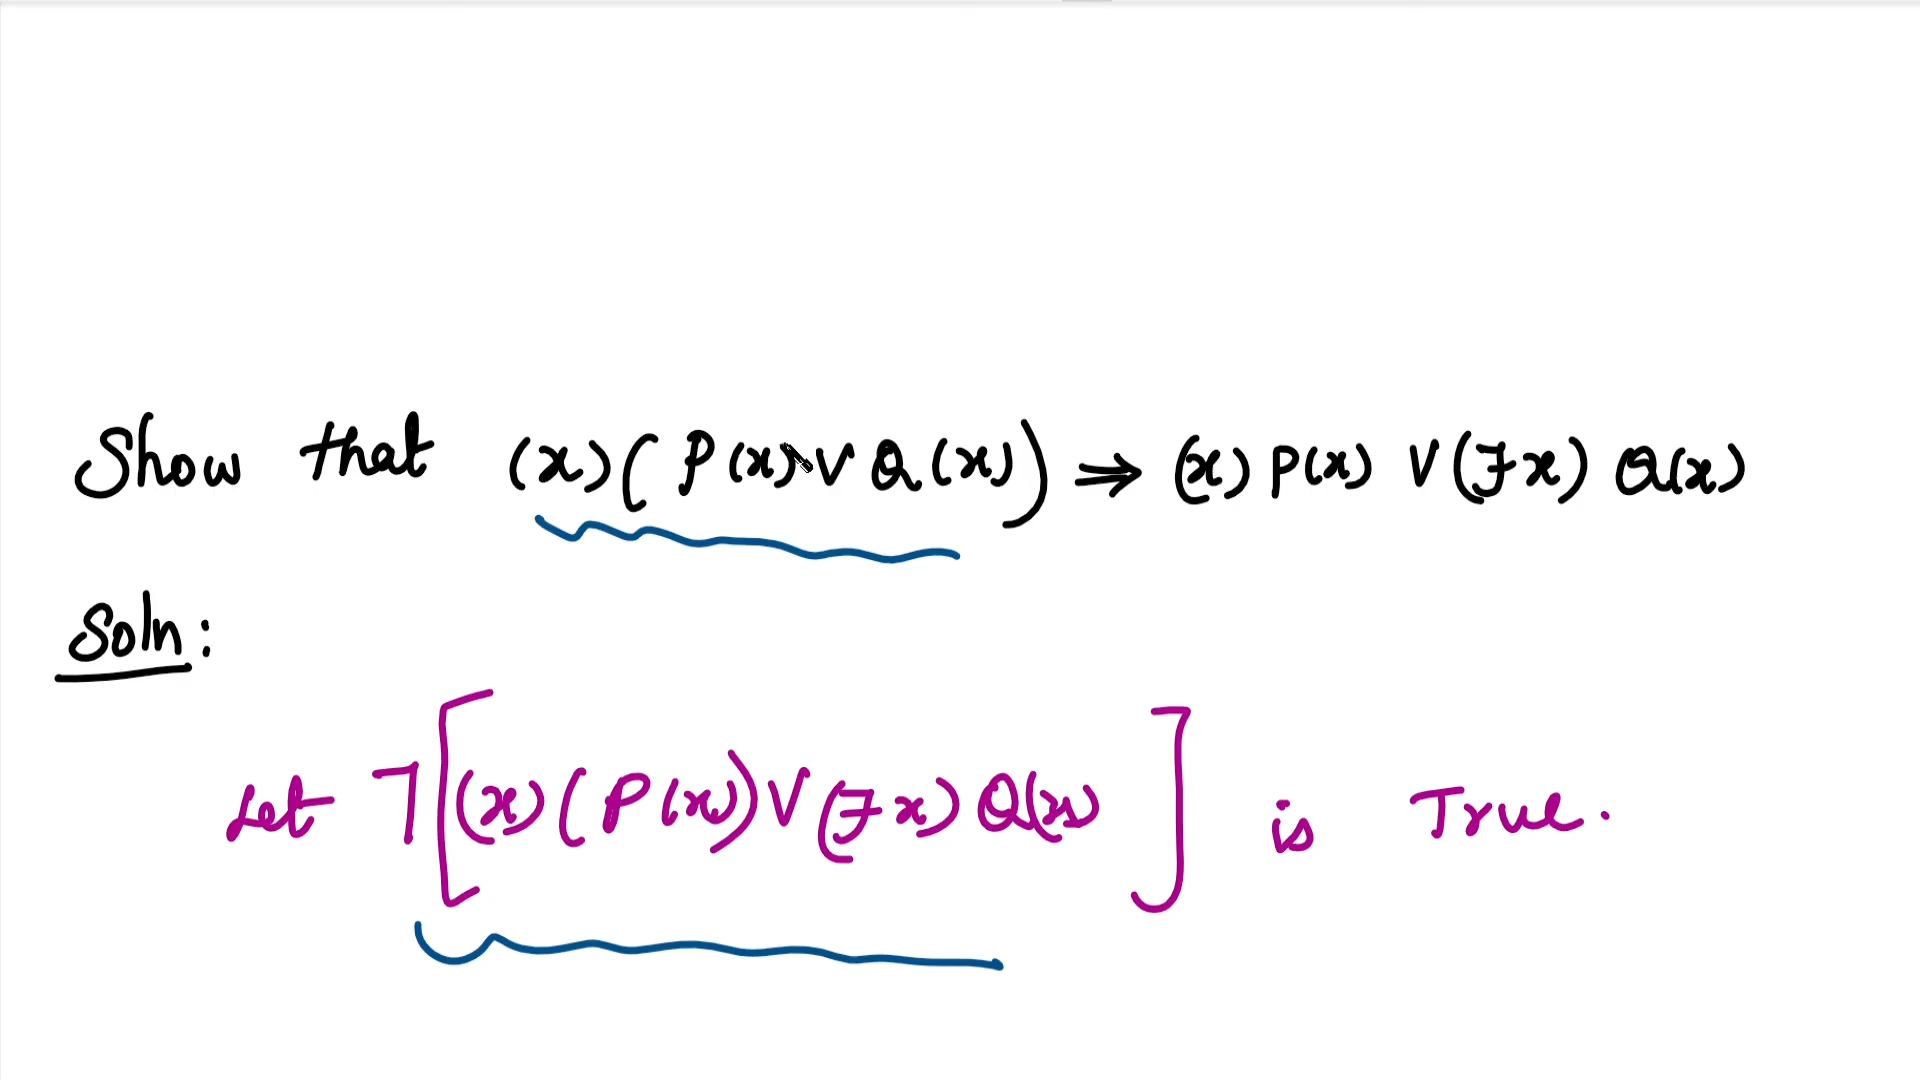 Show that (x)(P(x) ∨ Q(x)) ⇒ (x) P(x) ∨ (∃x) Q(x)
Soln:
Let ¬[(x)(P(x)) ∨ (∃x) Q(x)] is True.